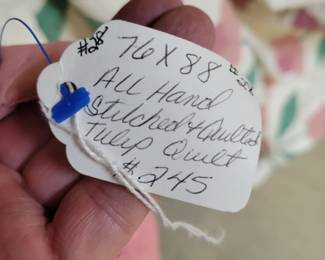 #28
76 X 88
ALL Hand
Stitched & Quilted
Tulip Quilt
$245